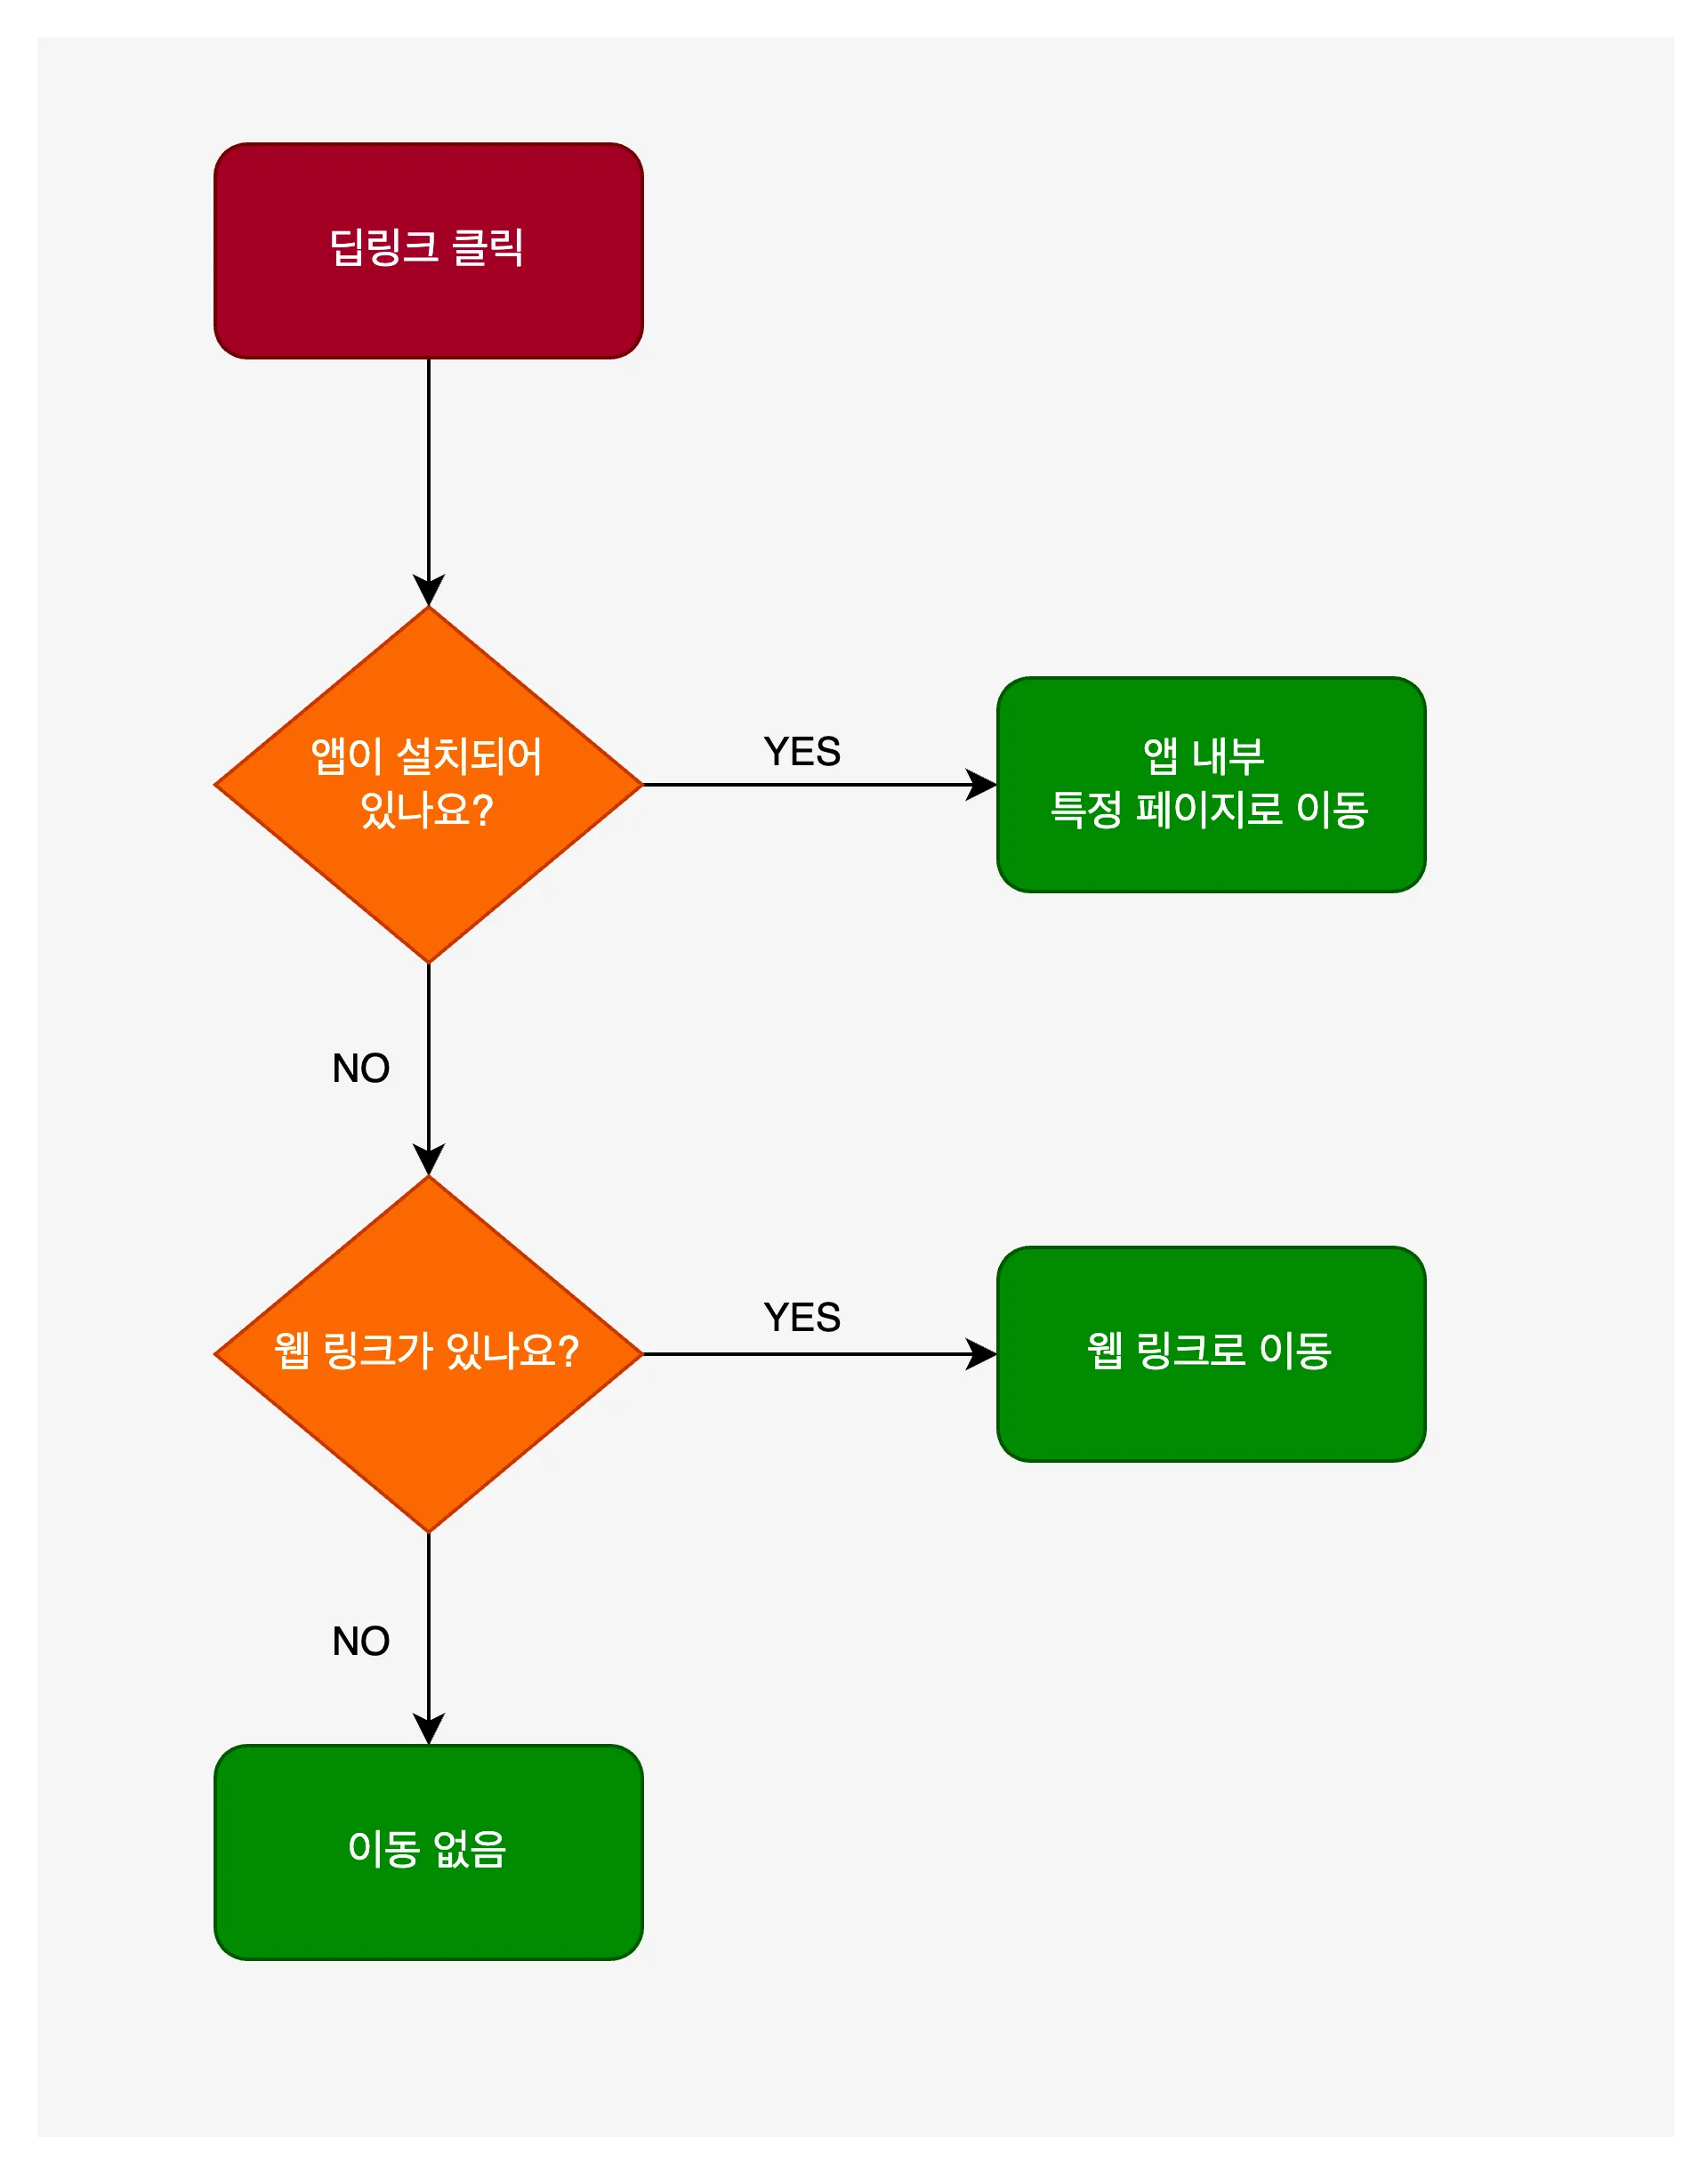 딥링크 클릭
앱이 설치되어
있나요?
YES
앱 내부
특정 페이지로 이동
NO
웹 링크가 있나요?
YES
웹 링크로 이동
NO
이동 없음